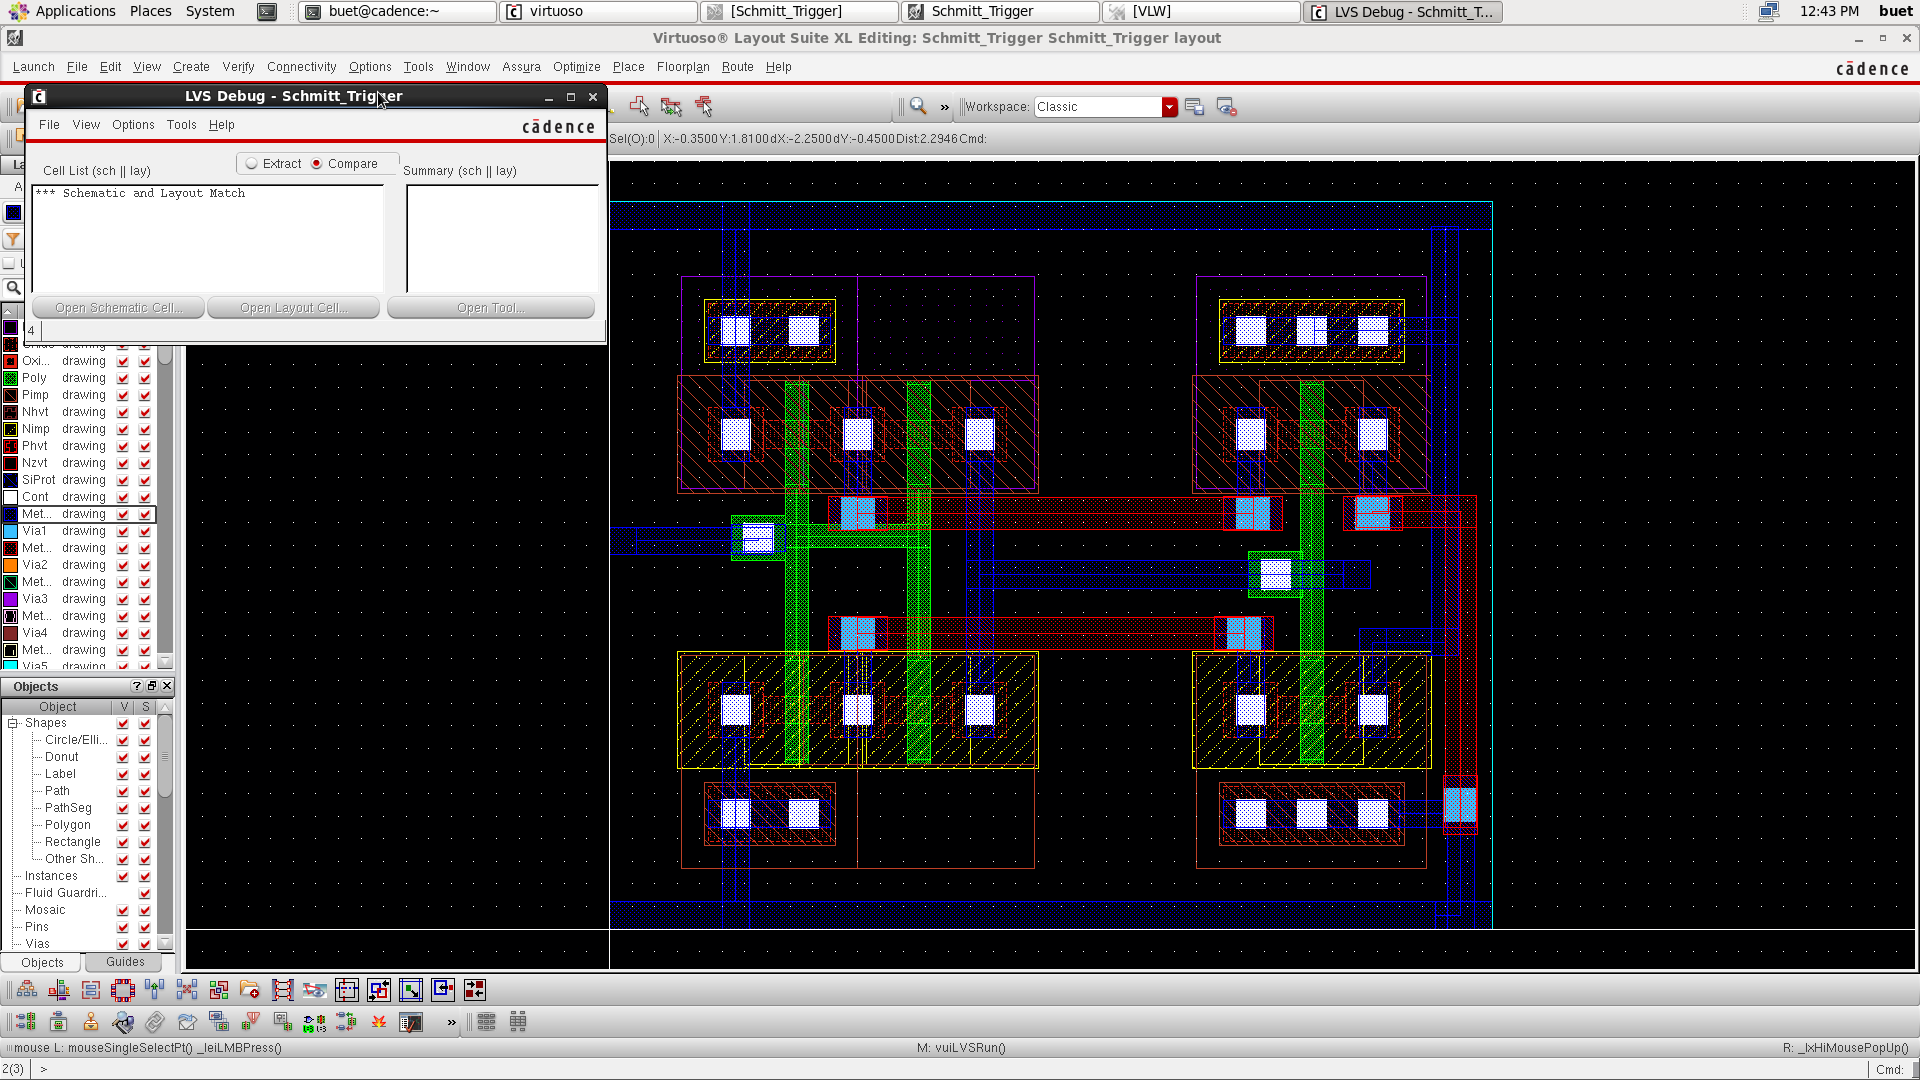 Applications Places System buet@cadence:~ virtuoso [Schmitt_Trigger] Schmitt_Trigger [VLW] LVS Debug - Schmitt_T... 12:43 PM buet
Virtuoso® Layout Suite XL Editing: Schmitt_Trigger Schmitt_Trigger layout
Launch File Edit View Create Verify Connectivity Options Tools Window Assura Optimize Place Floorplan Route Help cādence
LVS Debug - Schmitt_Trigger
» Workspace: Classic
File View Options Tools Help cādence
Sel(O):0 X:-0.3500 Y:1.8100 dX:-2.2500 dY:-0.4500 Dist:2.2946 Cmd:
Extract Compare
Cell List (sch || lay) Summary (sch || lay)
*** Schematic and Layout Match
Open Schematic Cell... Open Layout Cell... Open Tool...
4
Oxi... drawing
Poly drawing
Pimp drawing
Nhvt drawing
Nimp drawing
Phvt drawing
Nzvt drawing
SiProt drawing
Cont drawing
Met... drawing
Via1 drawing
Met... drawing
Via2 drawing
Met... drawing
Via3 drawing
Met... drawing
Via4 drawing
Met... drawing
Via5 drawing
Objects
Object V S
Shapes
Circle/Elli...
Donut
Label
Path
PathSeg
Polygon
Rectangle
Other Sh...
Instances
Fluid Guardri...
Mosaic
Pins
Vias
Objects Guides
»
mouse L: mouseSingleSelectPt() _leiLMBPress() M: vuiLVSRun() R: _lxHiMousePopUp()
2(3) > Cmd: